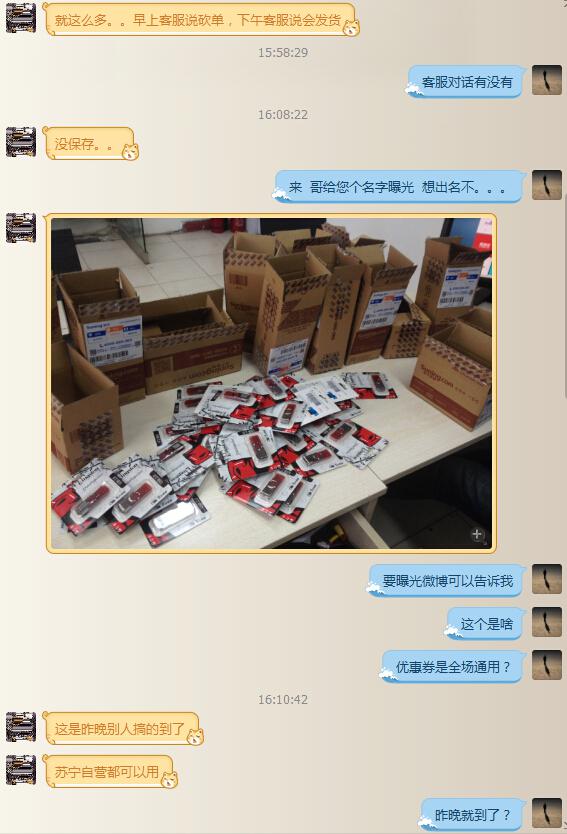 就这么多。。早上客服说砍单，下午客服说会发货
15:58:29
客服对话有没有
16:08:22
没保存。。
来 哥给您个名字曝光 想出名不。。。
要曝光微博可以告诉我
这个是啥
优惠券是全场通用？
16:10:42
这是昨晚别人搞的到了
苏宁自营都可以用
昨晚就到了？